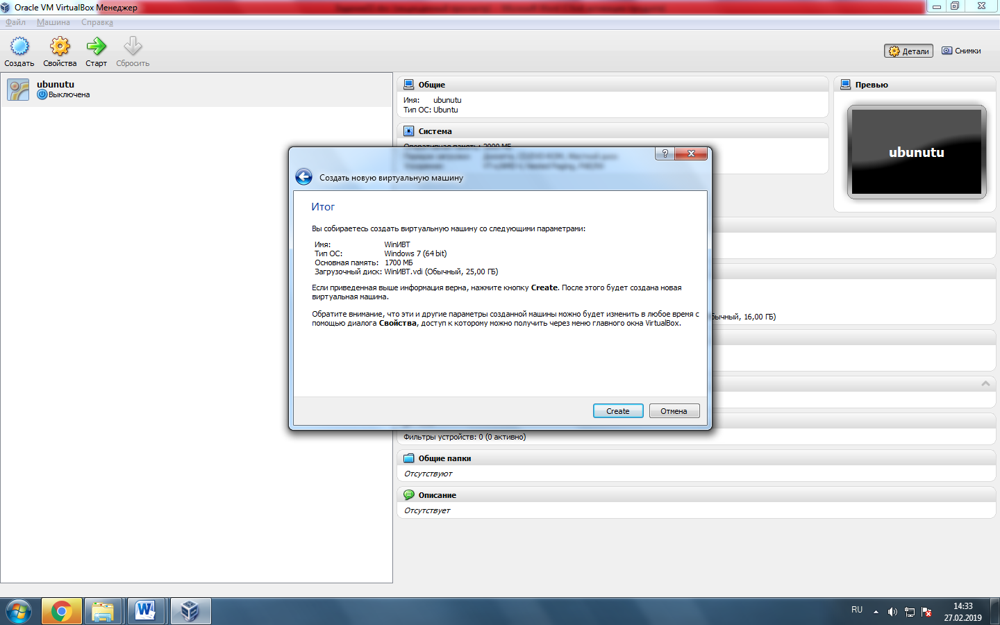 Oracle VM VirtualBox Менеджер
Файл Машина Справка
Создать Свойства Старт Сбросить
Детали Снимки
ubunutu
Выключена
Общие
Имя: ubunutu
Тип ОС: Ubuntu
Система
Оперативная память: 2000 МБ
Превью
ubunutu
Создать новую виртуальную машину
Итог
Вы собираетесь создать виртуальную машину со следующими параметрами:
Имя: WinИВТ
Тип ОС: Windows 7 (64 bit)
Основная память: 1700 МБ
Загрузочный диск: WinИВТ.vdi (Обычный, 25,00 ГБ)
Если приведенная выше информация верна, нажмите кнопку Create. После этого будет создана новая
виртуальная машина.
Обратите внимание, что эти и другие параметры созданной машины можно будет изменить в любое время с
помощью диалога Свойства, доступ к которому можно получить через меню главного окна VirtualBox.
Create Отмена
бычный, 16,00 ГБ)
Фильтры устройств: 0 (0 активно)
Общие папки
Отсутствуют
Описание
Отсутствует
RU
14:33
27.02.2019